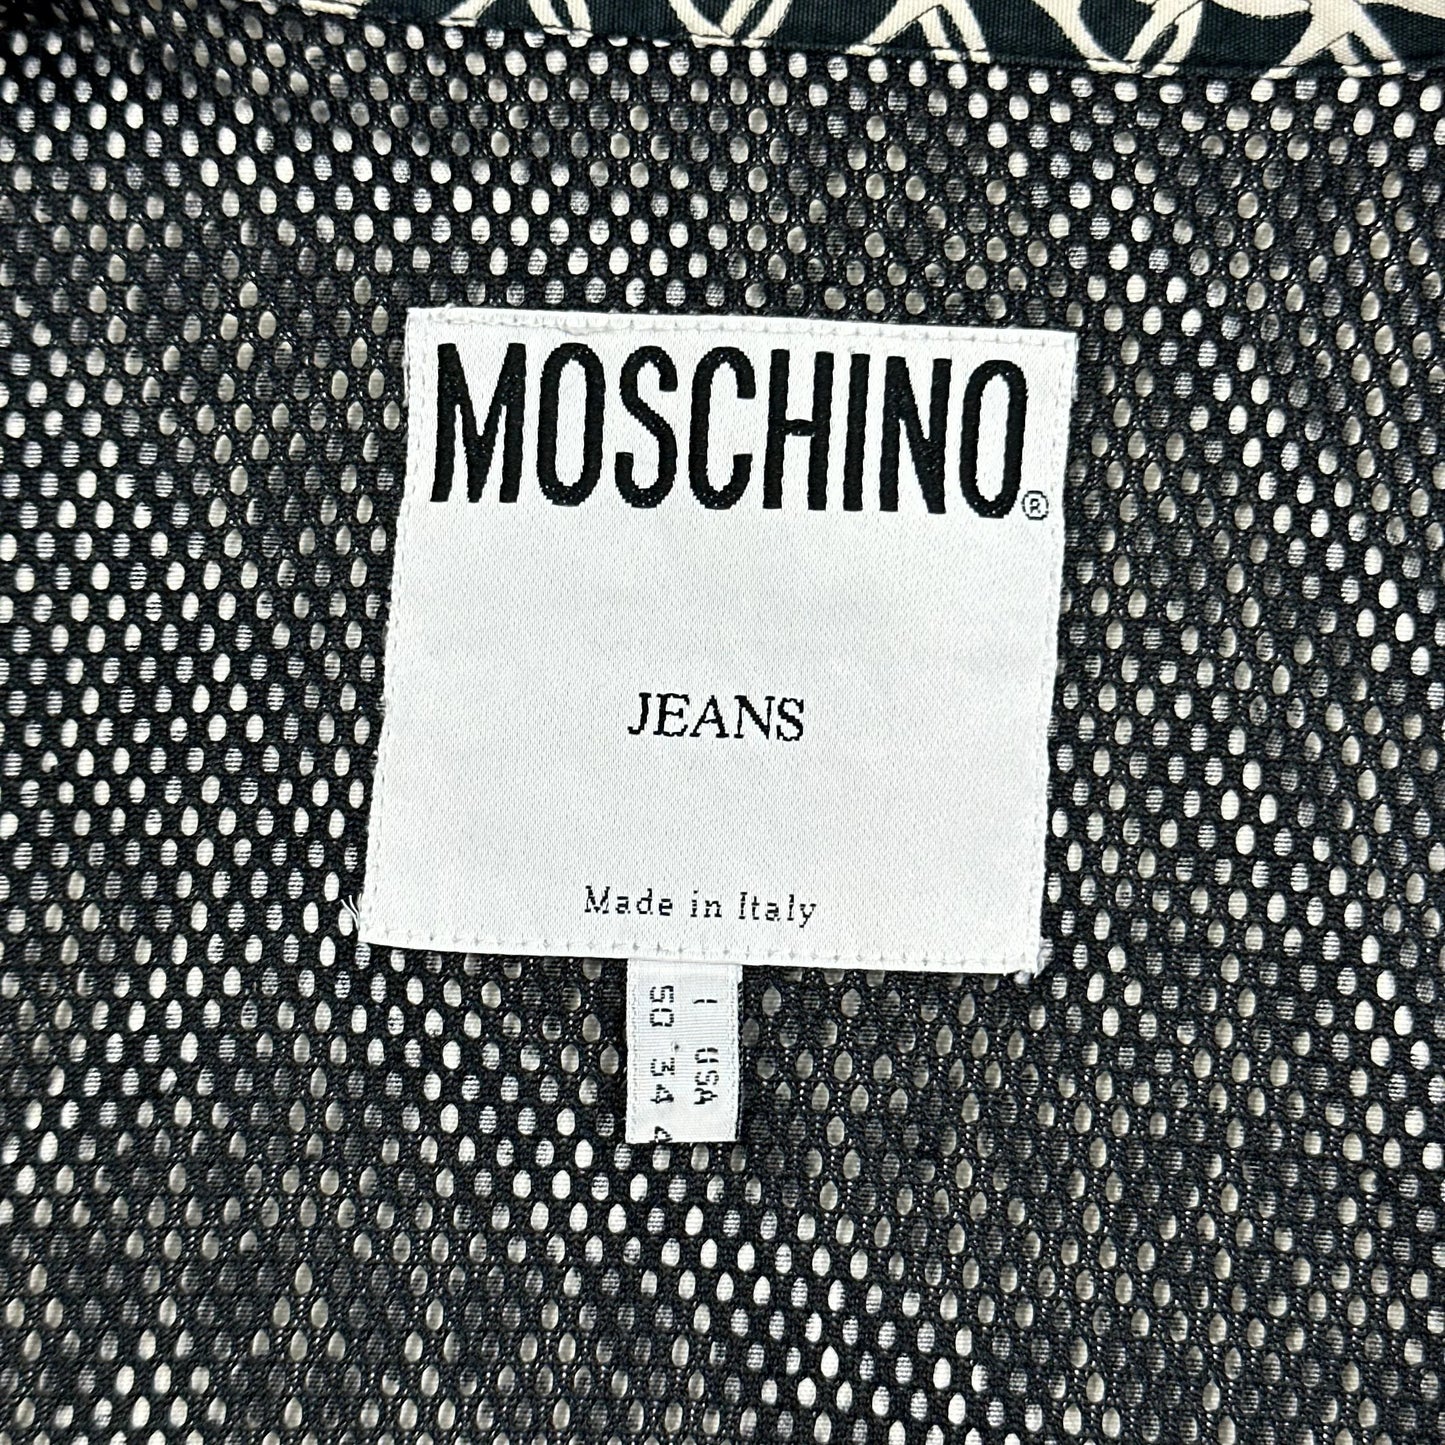 MOSCHINO®
JEANS
Made in Italy
I USA
50 34